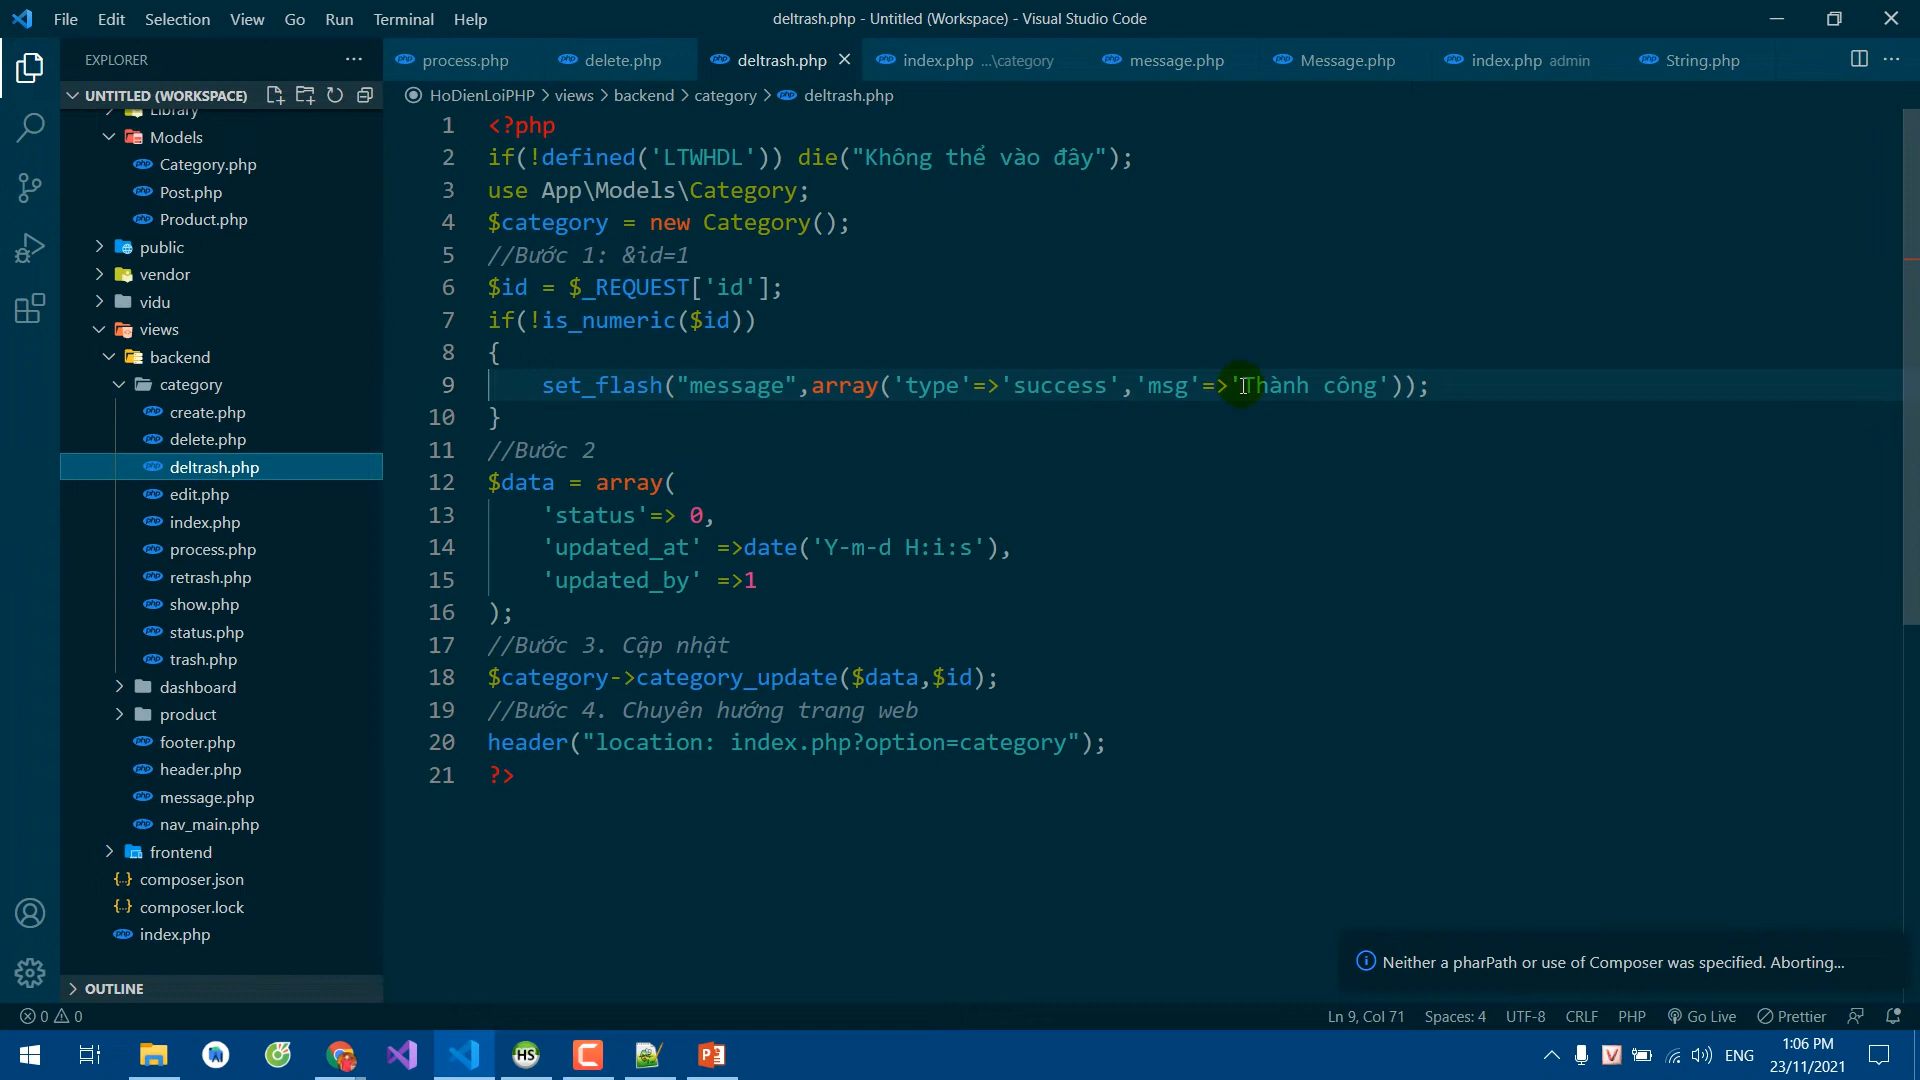 File Edit Selection View Go Run Terminal Help
deltrash.php - Untitled (Workspace) - Visual Studio Code
EXPLORER
process.php
delete.php
deltrash.php
index.php ...\category
message.php
Message.php
index.php admin
String.php
UNTITLED (WORKSPACE)
HoDienLoiPHP > views > backend > category > deltrash.php
Library
Models
Category.php
Post.php
Product.php
public
vendor
vidu
views
backend
category
create.php
delete.php
deltrash.php
edit.php
index.php
process.php
retrash.php
show.php
status.php
trash.php
dashboard
product
footer.php
header.php
message.php
nav_main.php
frontend
composer.json
composer.lock
index.php
OUTLINE
1 <?php
2 if(!defined('LTWHDL')) die("Không thể vào đây");
3 use App\Models\Category;
4 $category = new Category();
5 //Bước 1: &id=1
6 $id = $_REQUEST['id'];
7 if(!is_numeric($id))
8 {
9 set_flash("message",array('type'=>'success','msg'=>'Thành công'));
10 }
11 //Bước 2
12 $data = array(
13 'status'=> 0,
14 'updated_at' =>date('Y-m-d H:i:s'),
15 'updated_by' =>1
16 );
17 //Bước 3. Cập nhật
18 $category->category_update($data,$id);
19 //Bước 4. Chuyên hướng trang web
20 header("location: index.php?option=category");
21 ?>
Neither a pharPath or use of Composer was specified. Aborting...
0 0
Ln 9, Col 71 Spaces: 4 UTF-8 CRLF PHP Go Live Prettier
HS
ENG
1:06 PM
23/11/2021